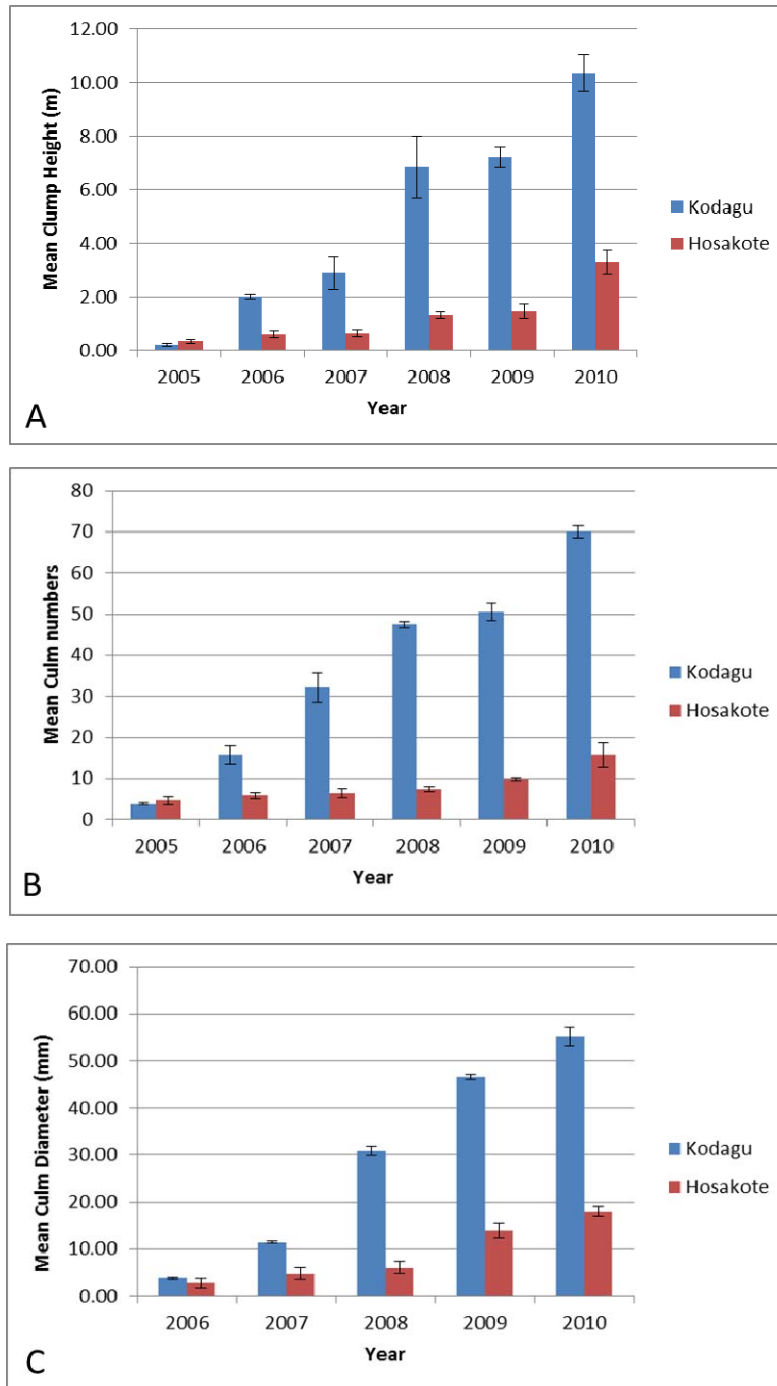 12.00
10.00
8.00
6.00
4.00
2.00
0.00
Mean Clump Height (m)
2005 2006 2007 2008 2009 2010
Year
Kodagu
Hosakote
A
80
70
60
50
40
30
20
10
0
Mean Culm numbers
2005 2006 2007 2008 2009 2010
Year
Kodagu
Hosakote
B
70.00
60.00
50.00
40.00
30.00
20.00
10.00
0.00
Mean Culm Diameter (mm)
2006 2007 2008 2009 2010
Year
Kodagu
Hosakote
C